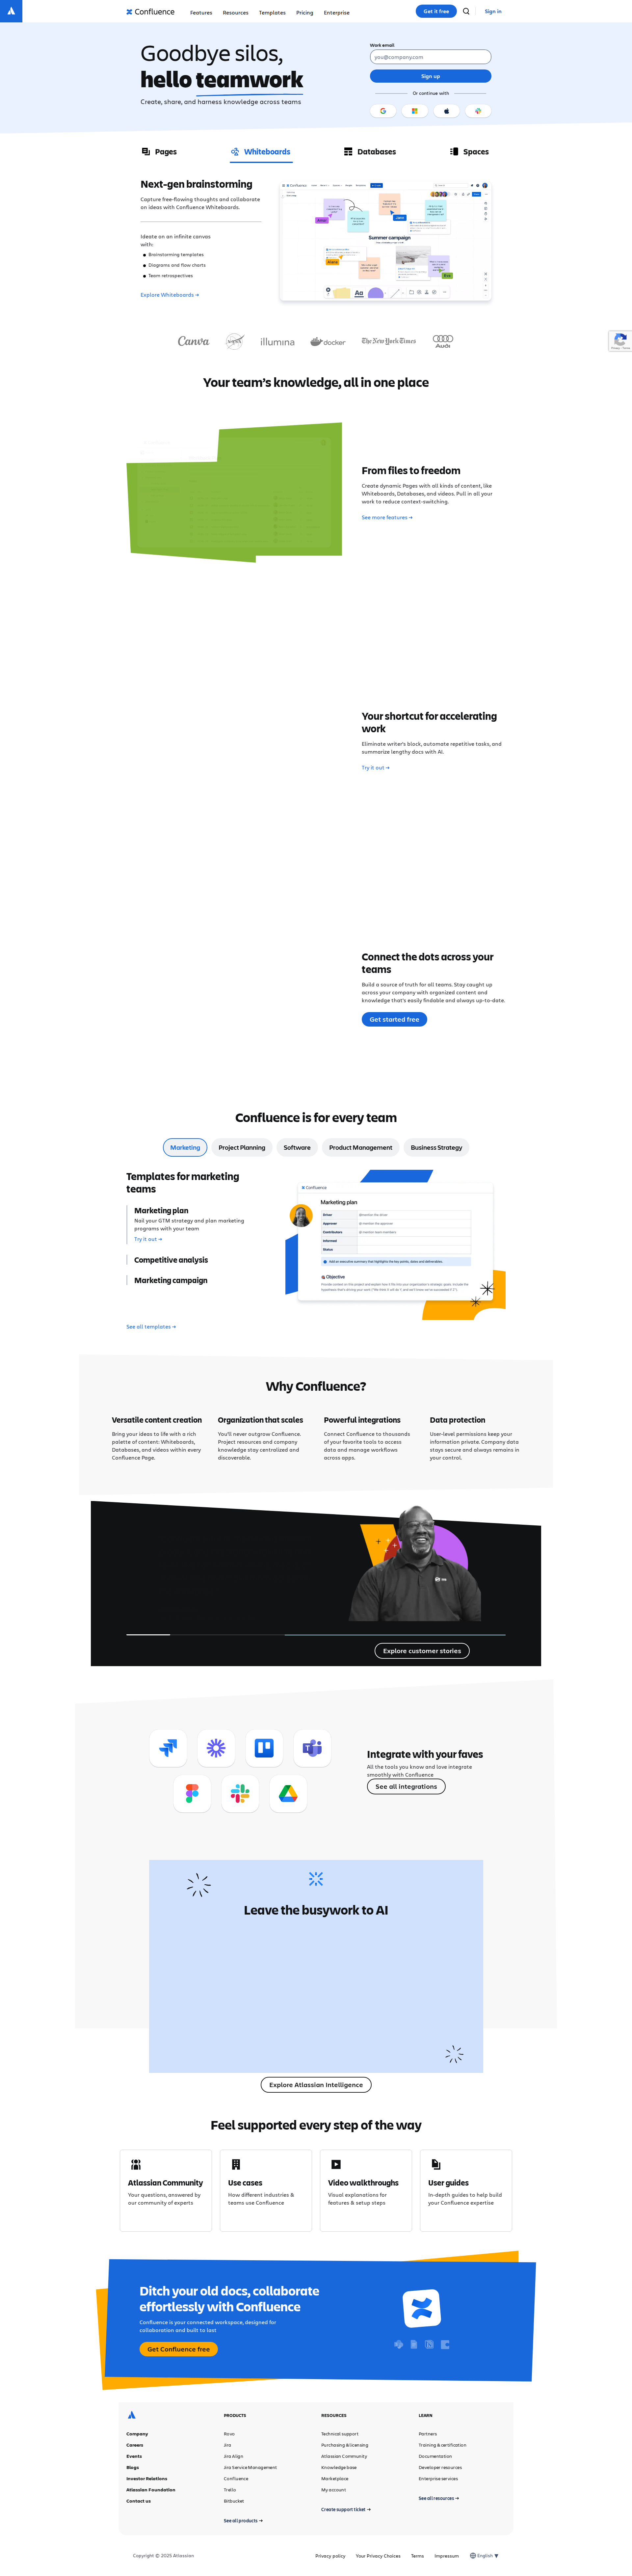 Confluence
Features
Resources
Templates
Pricing
Enterprise
Get it free
Sign in
Goodbye silos,
hello teamwork
Create, share, and harness knowledge across teams
Work email
you@company.com
Sign up
Or continue with
Pages
Whiteboards
Databases
Spaces
Next-gen brainstorming
Capture free-flowing thoughts and collaborate
on ideas with Confluence Whiteboards.
Ideate on an infinite canvas
with:
Brainstorming templates
Diagrams and flow charts
Team retrospectives
Explore Whiteboards →
Confluence
Summer campaign
Aa
Canva
NASA
illumina
docker
The New York Times
Audi
Your team's knowledge, all in one place
From files to freedom
Create dynamic Pages with all kinds of content, like
Whiteboards, Databases, and videos. Pull in all your
work to reduce context-switching.
See more features →
Your shortcut for accelerating
work
Eliminate writer's block, automate repetitive tasks, and
summarize lengthy docs with AI.
Try it out →
Connect the dots across your
teams
Build a source of truth for all teams. Stay caught up
across your company with organized content and
knowledge that's easily findable and always up-to-date.
Get started free
Confluence is for every team
Marketing
Project Planning
Software
Product Management
Business Strategy
Templates for marketing
teams
Marketing plan
Nail your GTM strategy and plan marketing
programs with your team
Try it out →
Competitive analysis
Marketing campaign
See all templates →
Confluence
Marketing plan
Driver
@mention the driver
Approver
@mention the approver
Contributors
@mention team members
Informed
Status
Add an executive summary that highlights the key points, dates and deliverables.
Objective
Why Confluence?
Versatile content creation
Bring your ideas to life with a rich
palette of content: Whiteboards,
Databases, and videos within every
Confluence Page.
Organization that scales
You'll never outgrow Confluence.
Project resources and company
knowledge stay centralized and
discoverable.
Powerful integrations
Connect Confluence to thousands
of your favorite tools to access
data and manage workflows
across apps.
Data protection
User-level permissions keep your
information private. Company data
stays secure and always remains in
your control.
Explore customer stories
Integrate with your faves
All the tools you know and love integrate
smoothly with Confluence
See all integrations
Leave the busywork to AI
Explore Atlassian Intelligence
Feel supported every step of the way
Atlassian Community
Your questions, answered by
our community of experts
Use cases
How different industries &
teams use Confluence
Video walkthroughs
Visual explanations for
features & setup steps
User guides
In-depth guides to help build
your Confluence expertise
Ditch your old docs, collaborate
effortlessly with Confluence
Confluence is your connected workspace, designed for
collaboration and built to last
Get Confluence free
Company
Careers
Events
Blogs
Investor Relations
Atlassian Foundation
Contact us
PRODUCTS
Rovo
Jira
Jira Align
Jira Service Management
Confluence
Trello
Bitbucket
See all products →
RESOURCES
Technical support
Purchasing & licensing
Atlassian Community
Knowledge base
Marketplace
My account
Create support ticket →
LEARN
Partners
Training & certification
Documentation
Developer resources
Enterprise services
See all resources →
Copyright © 2025 Atlassian
Privacy policy
Your Privacy Choices
Terms
Impressum
English ▼